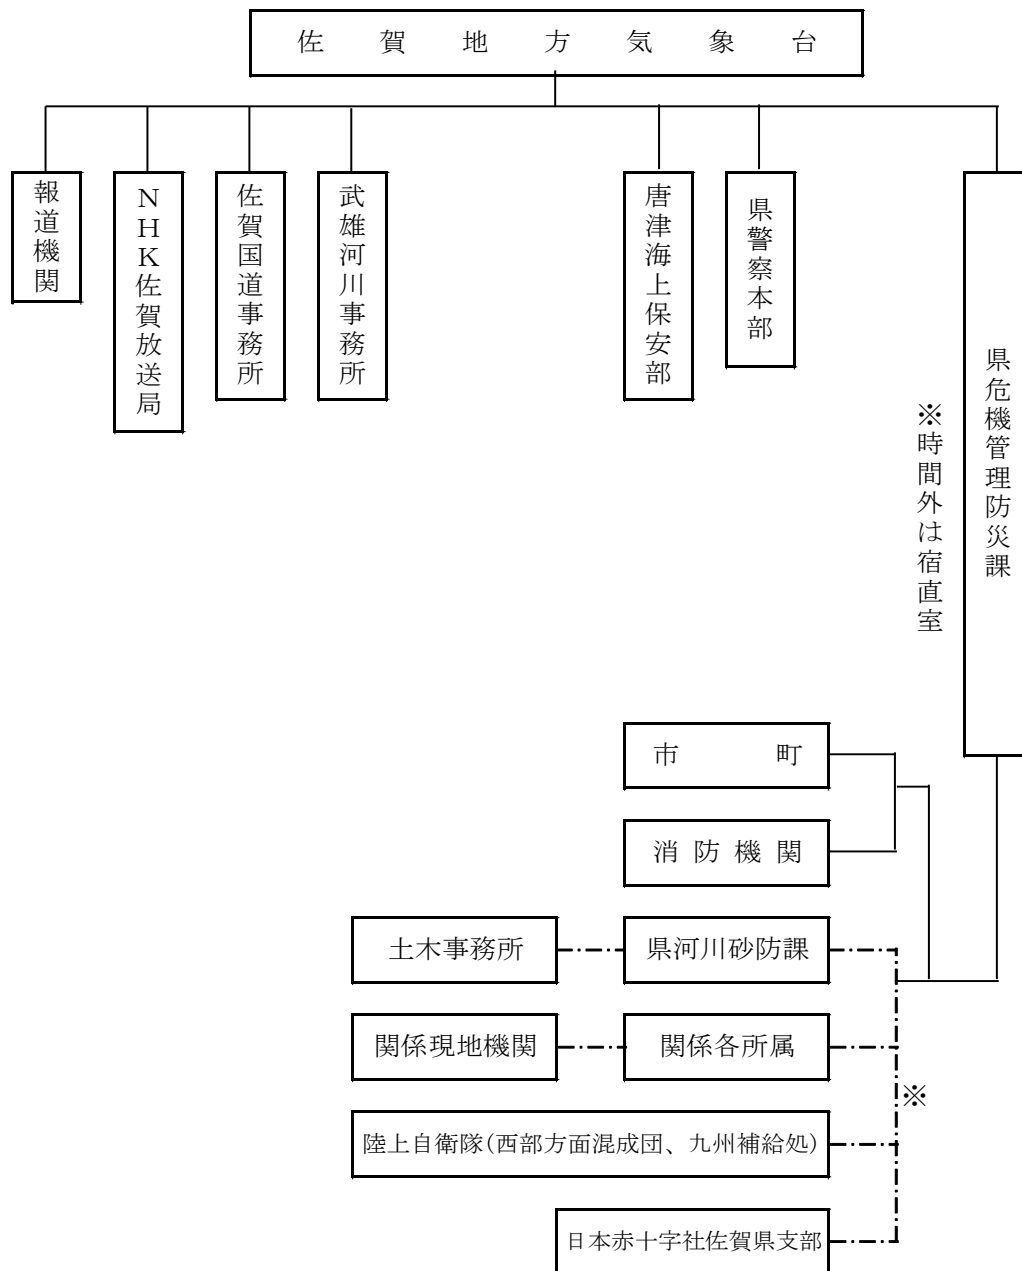 佐賀地方気象台
報道機関
NHK佐賀放送局
佐賀国道事務所
武雄河川事務所
唐津海上保安部
県警察本部
県危機管理防災課
※時間外は宿直室
市町
消防機関
土木事務所
県河川砂防課
関係現地機関
関係各所属
※
陸上自衛隊(西部方面混成団、九州補給処)
日本赤十字社佐賀県支部